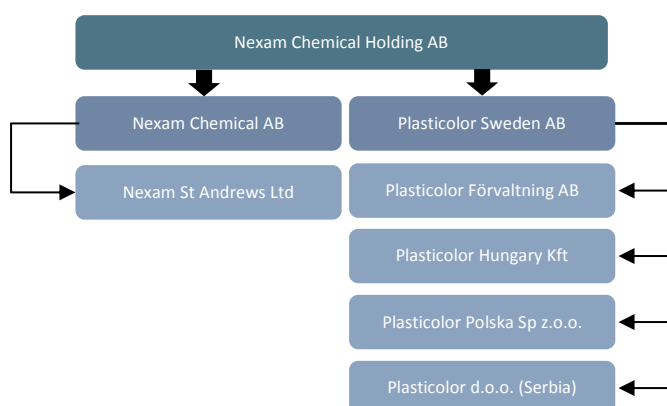 Nexam Chemical Holding AB
Nexam Chemical AB
Plasticolor Sweden AB
Nexam St Andrews Ltd
Plasticolor Förvaltning AB
Plasticolor Hungary Kft
Plasticolor Polska Sp z.o.o.
Plasticolor d.o.o. (Serbia)